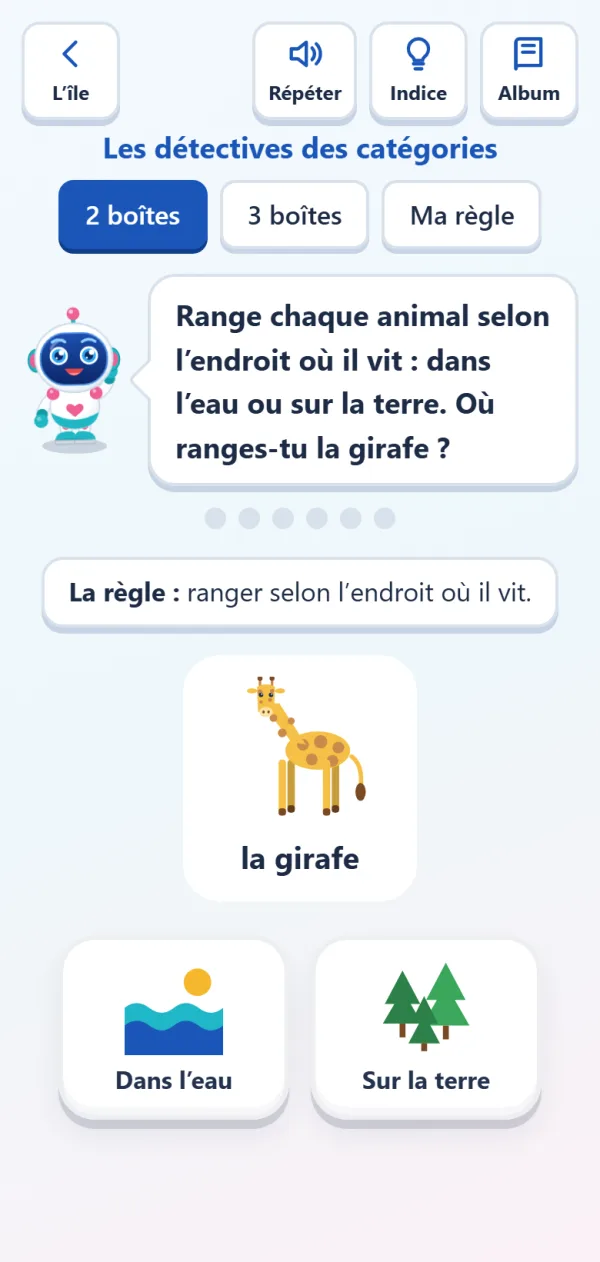 L’île
Répéter
Indice
Album
Les détectives des catégories
2 boîtes
3 boîtes
Ma règle
Range chaque animal selon
l’endroit où il vit : dans
l’eau ou sur la terre. Où
ranges-tu la girafe ?
La règle : ranger selon l’endroit où il vit.
la girafe
Dans l’eau
Sur la terre